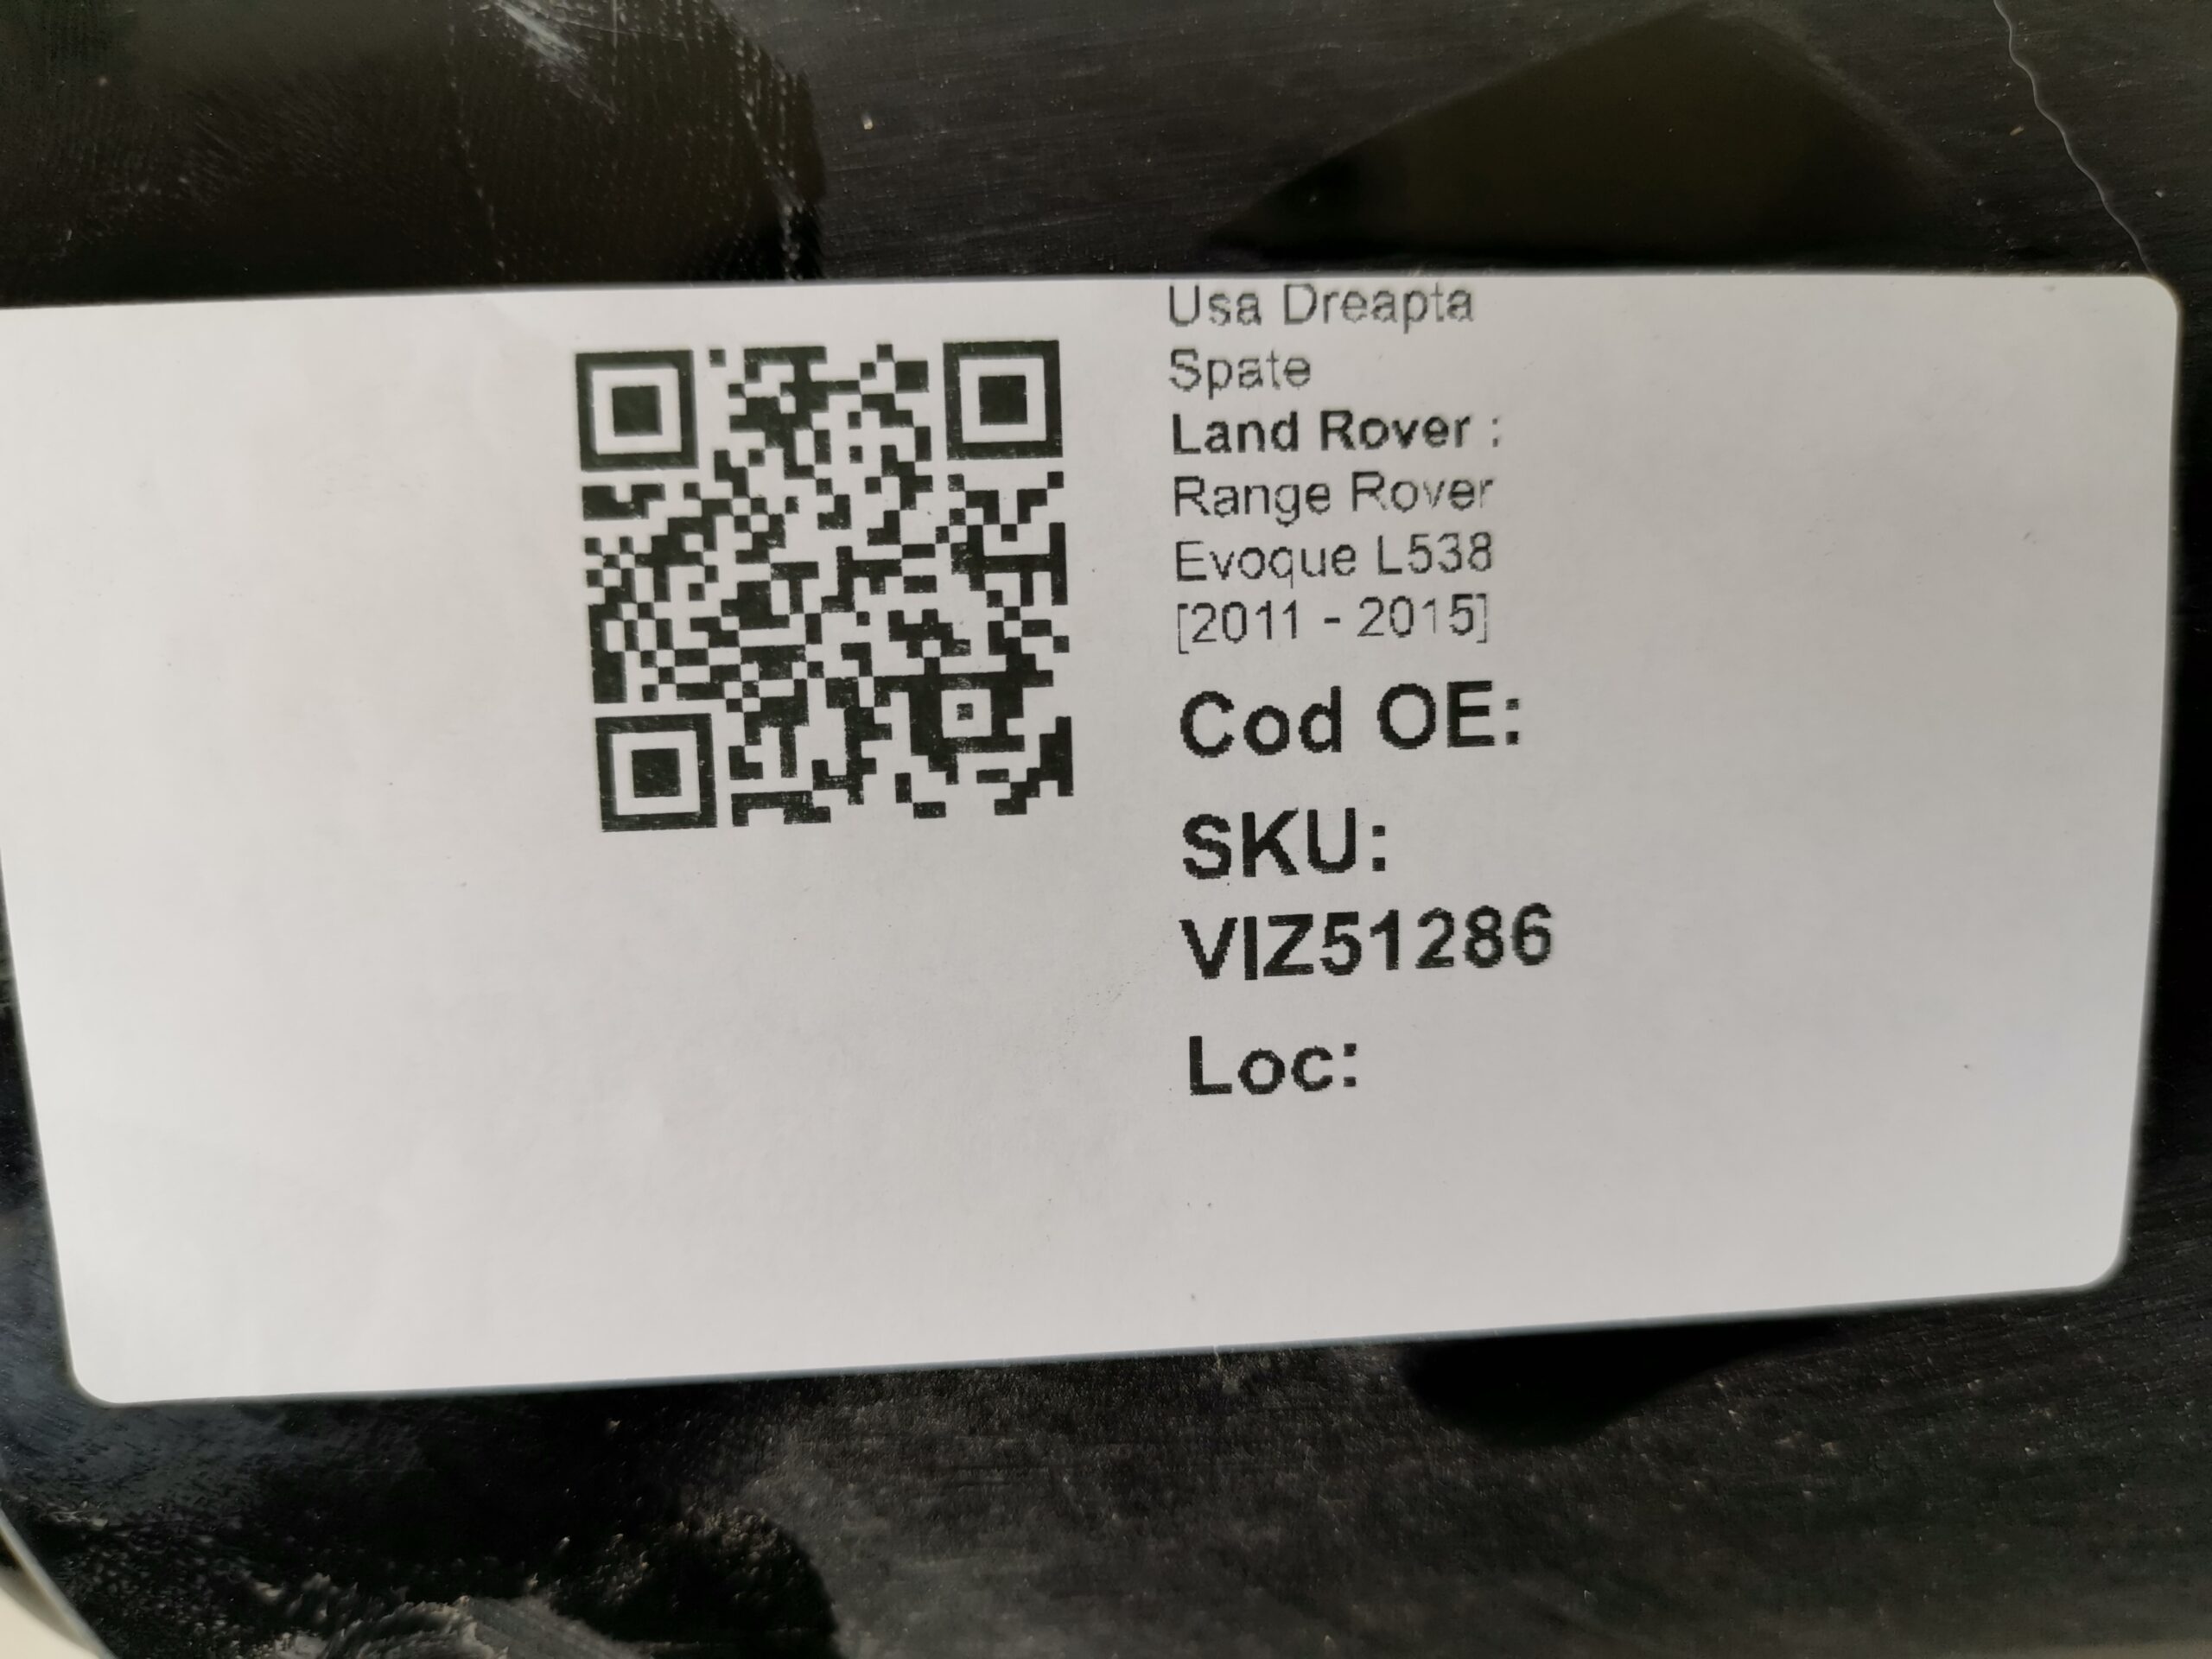 Usa Dreapta
Spate
Land Rover :
Range Rover
Evoque L538
[2011 - 2015]
Cod OE:
SKU:
VIZ51286
Loc: